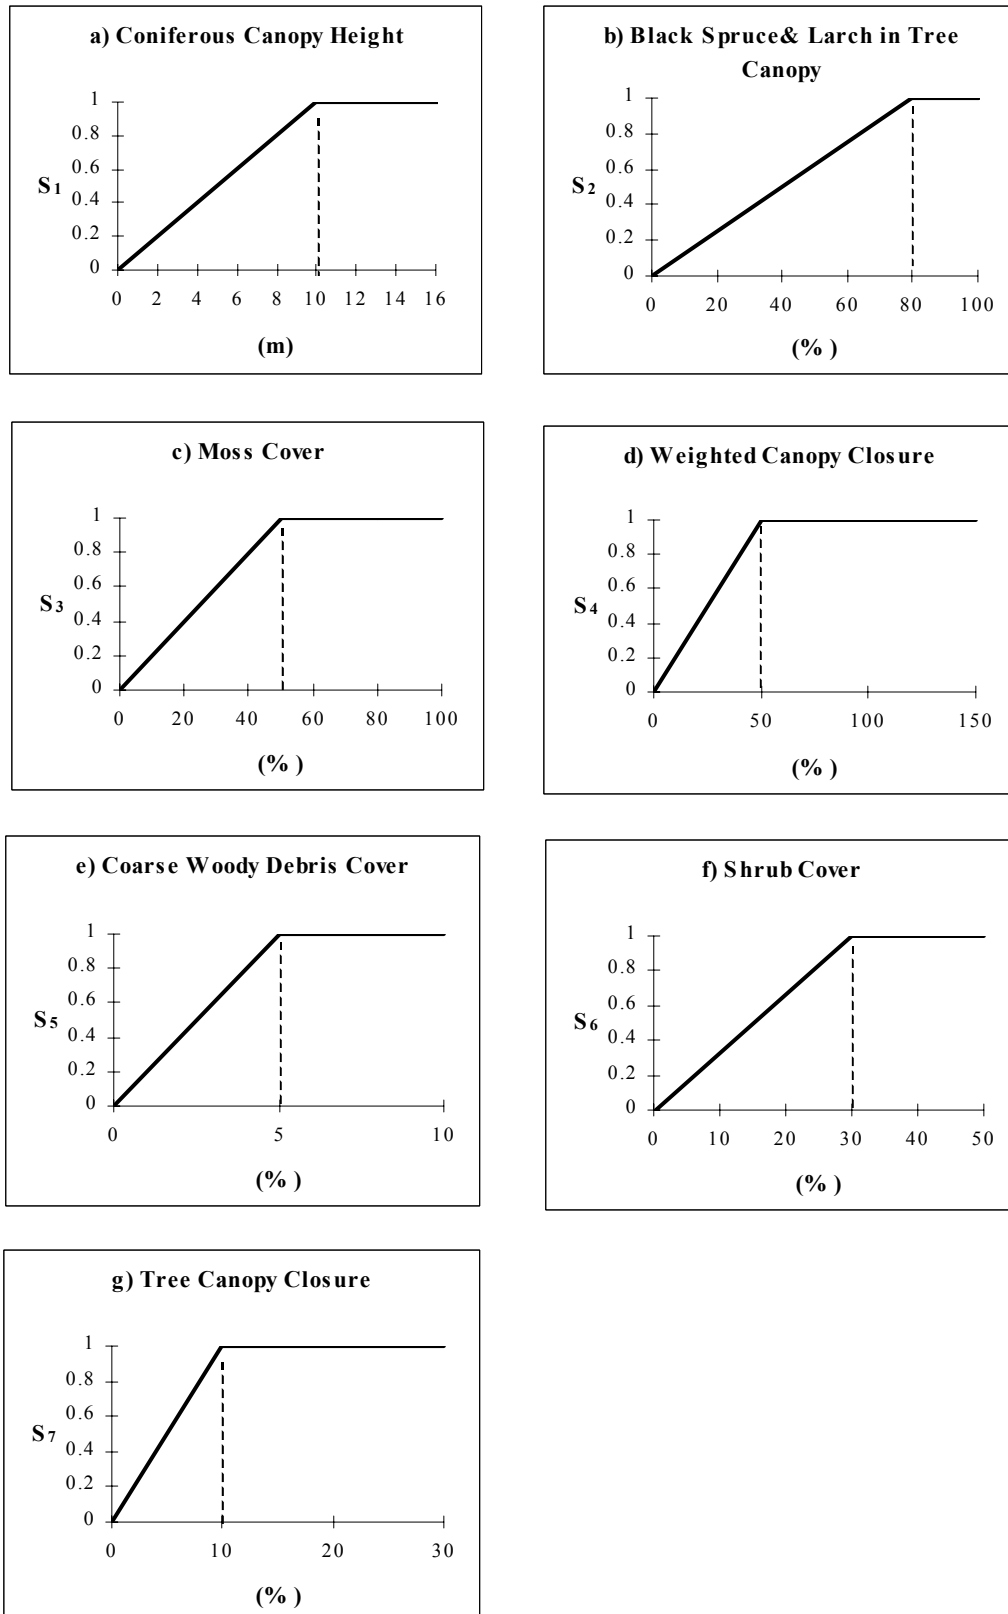 a) Coniferous Canopy Height
1
0.8
0.6
S1
0.4
0.2
0
0 2 4 6 8 10 12 14 16
(m)
b) Black Spruce& Larch in Tree
Canopy
1
0.8
0.6
S2
0.4
0.2
0
0 20 40 60 80 100
(% )
c) Moss Cover
1
0.8
0.6
S3
0.4
0.2
0
0 20 40 60 80 100
(% )
d) Weighted Canopy Closure
1
0.8
0.6
S4
0.4
0.2
0
0 50 100 150
(% )
e) Coarse Woody Debris Cover
1
0.8
0.6
S5
0.4
0.2
0
0 5 10
(% )
f) Shrub Cover
1
0.8
0.6
S6
0.4
0.2
0
0 10 20 30 40 50
(% )
g) Tree Canopy Closure
1
0.8
0.6
S7
0.4
0.2
0
0 10 20 30
(% )